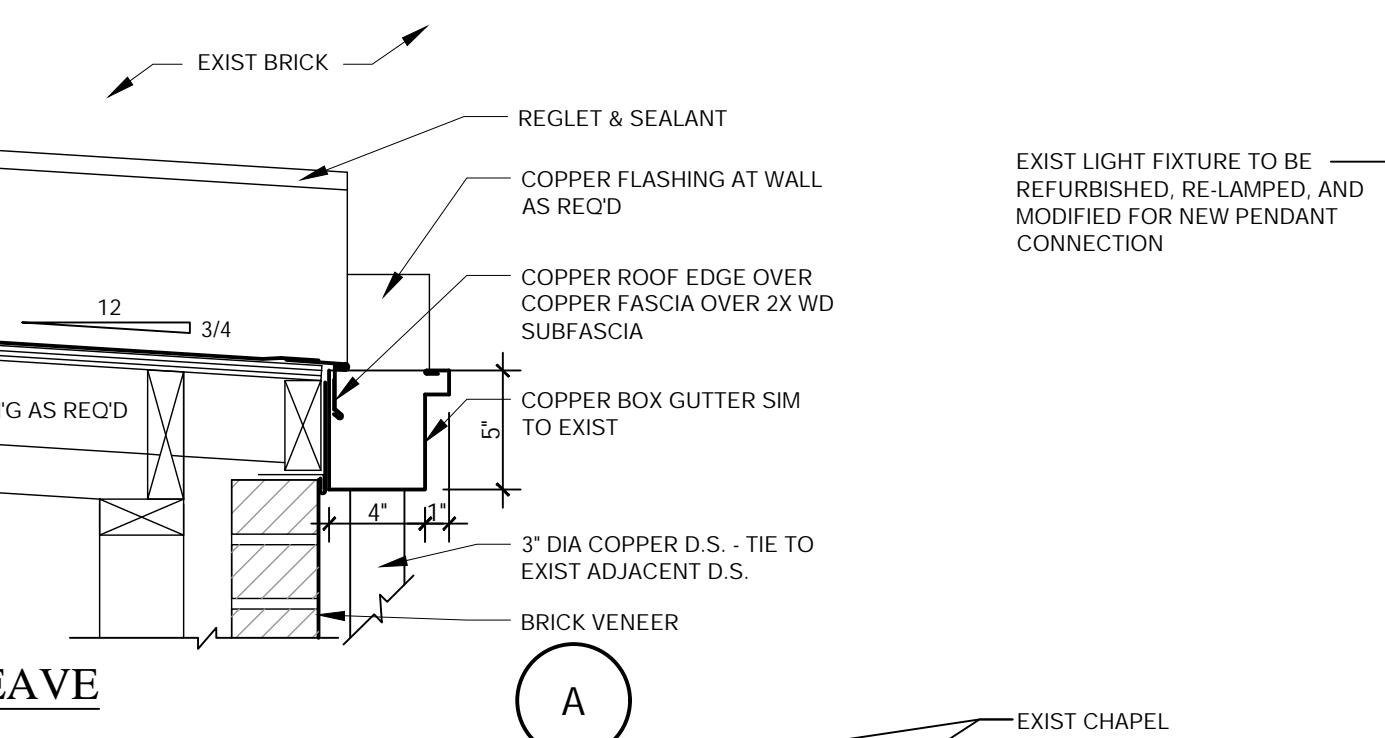 EXIST BRICK
REGLET & SEALANT
COPPER FLASHING AT WALL
AS REQ'D
COPPER ROOF EDGE OVER
COPPER FASCIA OVER 2X WD
SUBFASCIA
12
3/4
COPPER BOX GUTTER SIM
TO EXIST
5"
4"
1"
3" DIA COPPER D.S. - TIE TO
EXIST ADJACENT D.S.
BRICK VENEER
'G AS REQ'D
EAVE
A
EXIST LIGHT FIXTURE TO BE
REFURBISHED, RE-LAMPED, AND
MODIFIED FOR NEW PENDANT
CONNECTION
EXIST CHAPEL